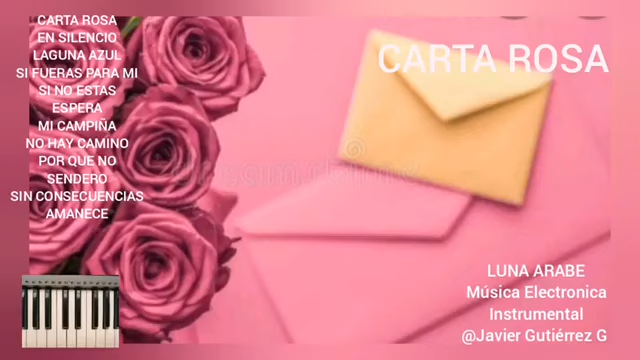 CARTA ROSA
EN SILENCIO
LAGUNA AZUL
SI FUERAS PARA MI
SI NO ESTAS
ESPERA
MI CAMPIÑA
NO HAY CAMINO
POR QUE NO
SENDERO
SIN CONSECUENCIAS
AMANECE
CARTA ROSA
LUNA ARABE
Música Electronica
Instrumental
@Javier Gutiérrez G